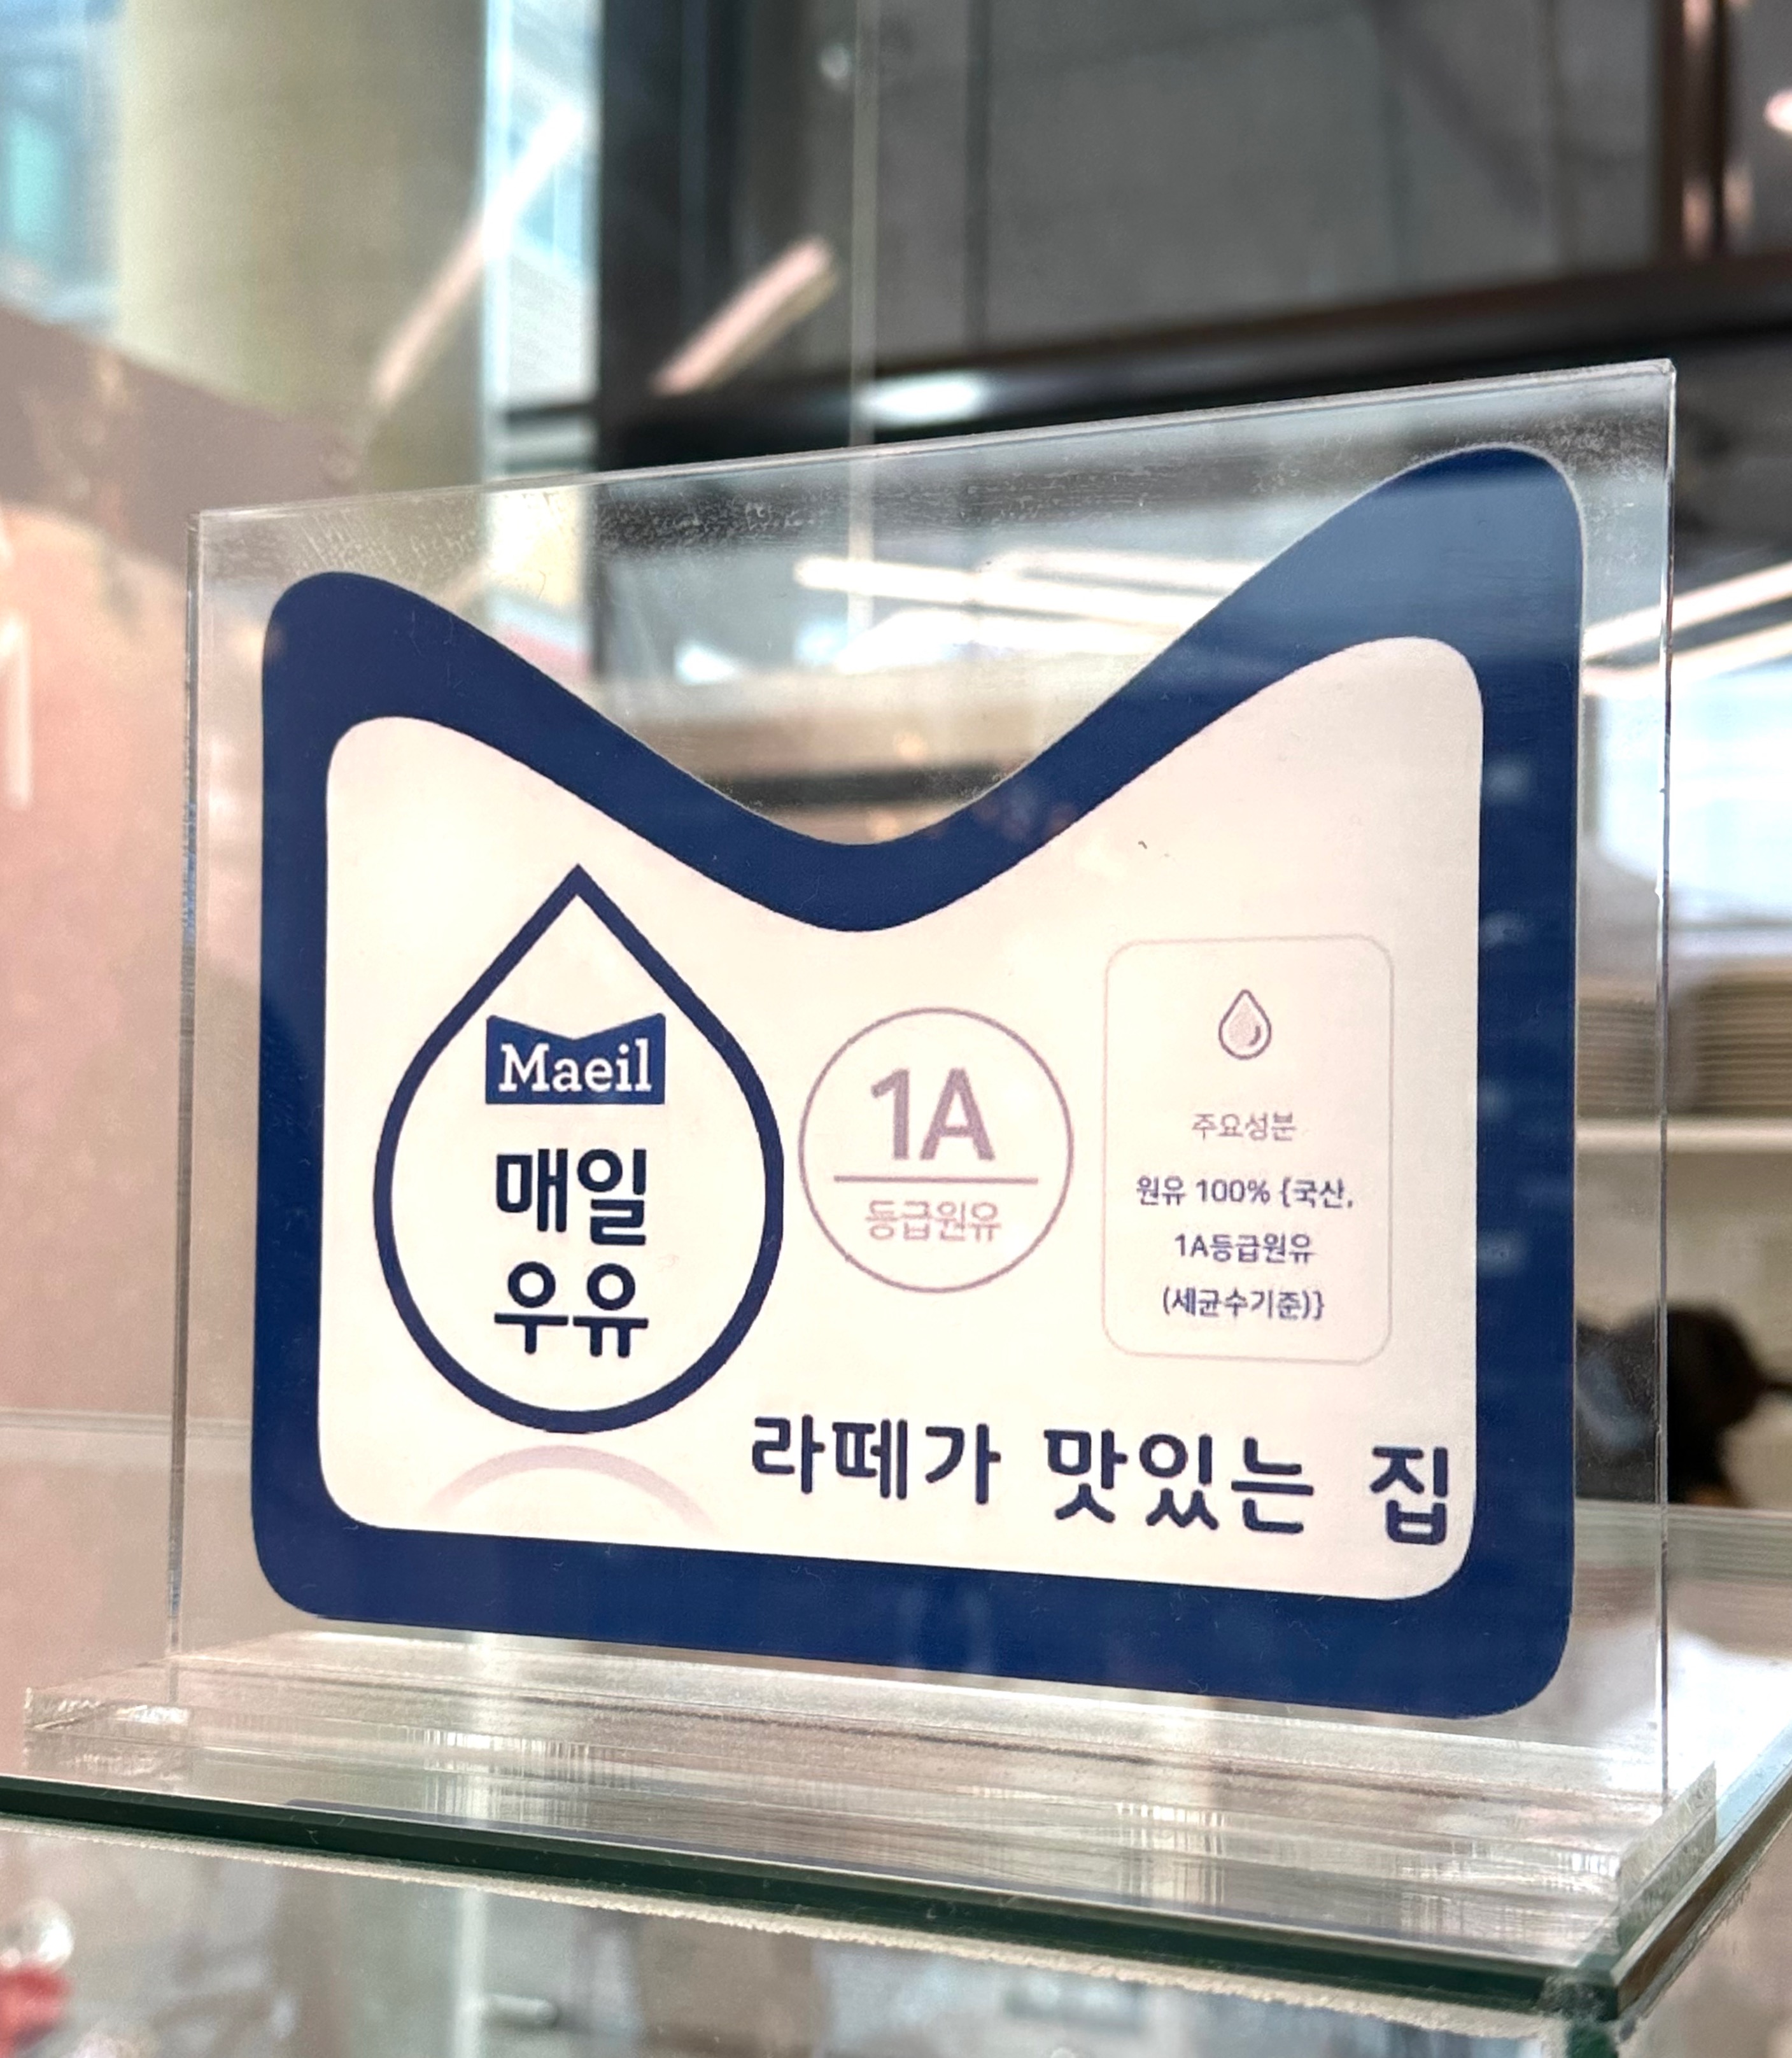 Maeil
매일
우유
1A
등급원유
주요성분
원유 100% {국산,
1A등급원유
(세균수기준)}
라떼가 맛있는 집